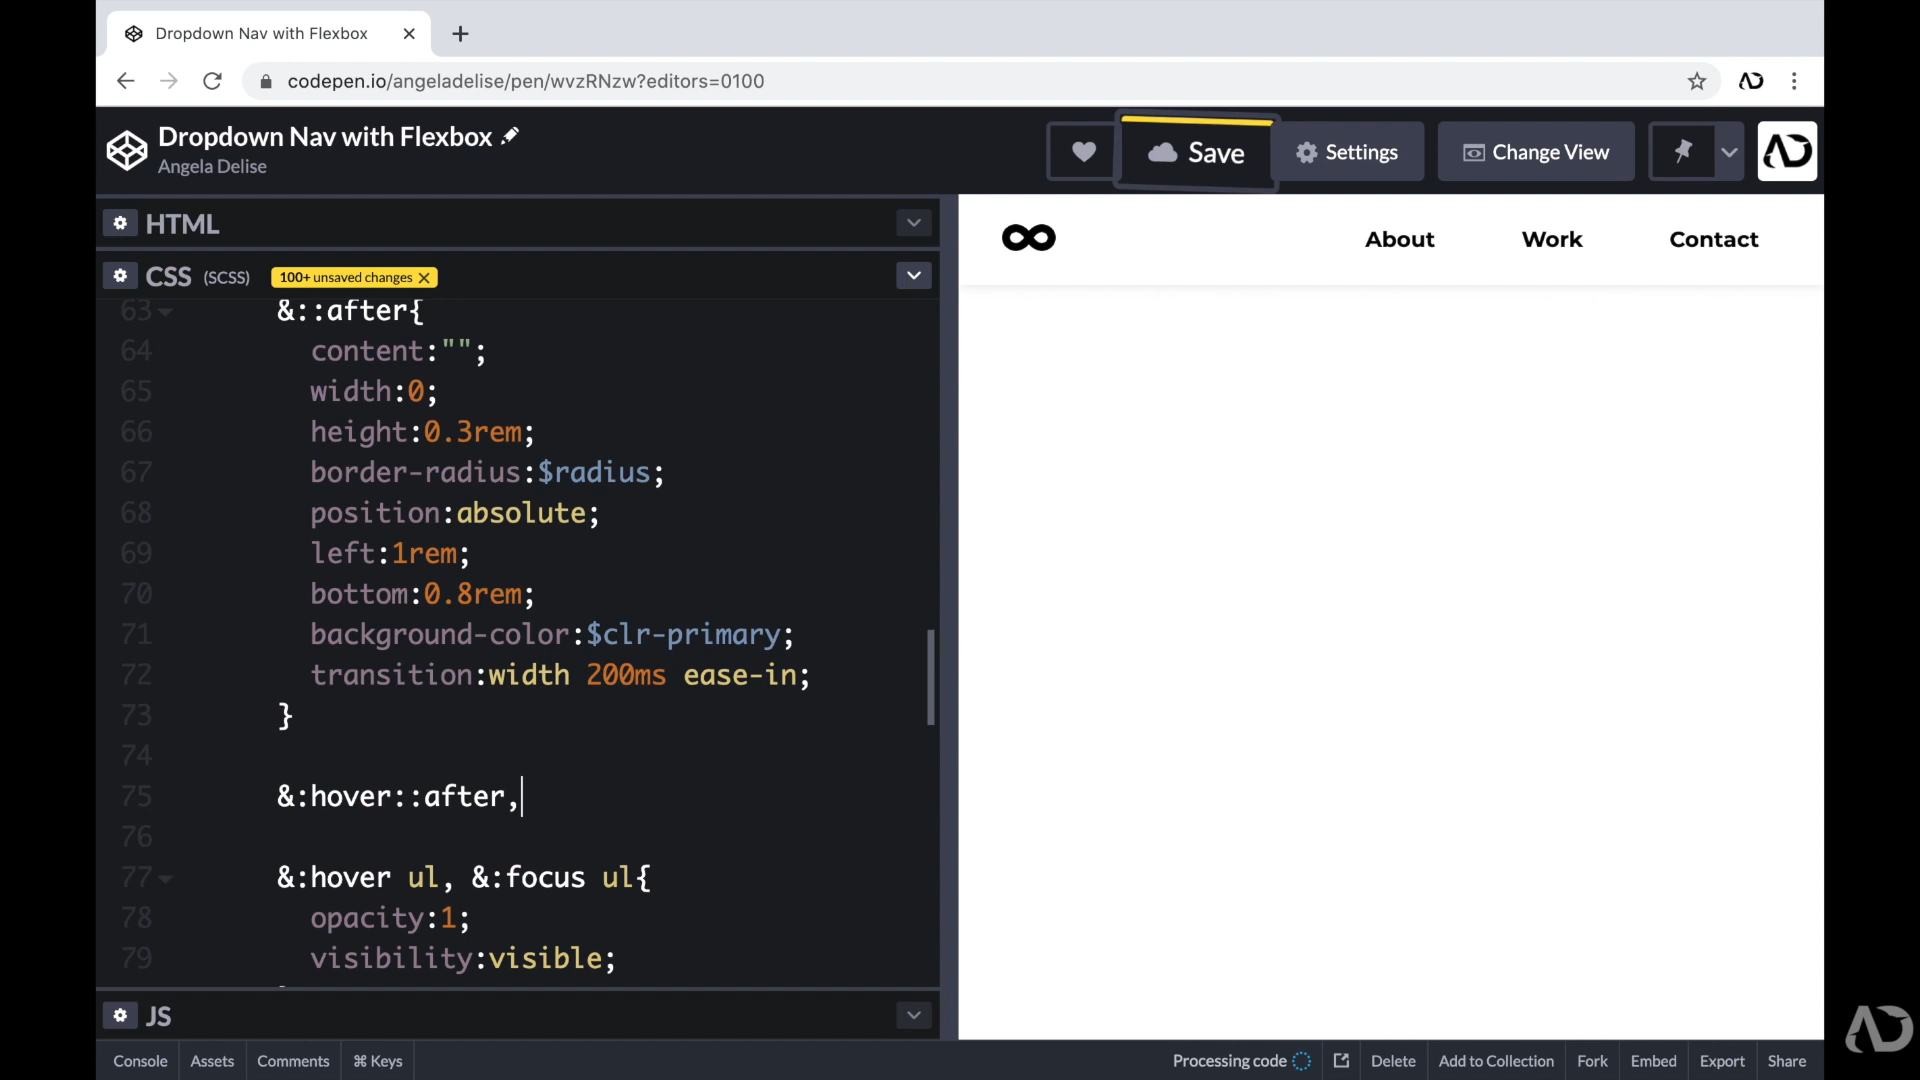 Dropdown Nav with Flexbox
codepen.io/angeladelise/pen/wvzRNzw?editors=0100
Dropdown Nav with Flexbox
Angela Delise
Save
Settings
Change View
HTML
CSS (SCSS) 100+ unsaved changes
About Work Contact
63 &::after{
64 content:"";
65 width:0;
66 height:0.3rem;
67 border-radius:$radius;
68 position:absolute;
69 left:1rem;
70 bottom:0.8rem;
71 background-color:$clr-primary;
72 transition:width 200ms ease-in;
73 }
74
75 &:hover::after,
76
77 &:hover ul, &:focus ul{
78 opacity:1;
79 visibility:visible;
JS
Console Assets Comments ⌘ Keys Processing code Delete Add to Collection Fork Embed Export Share